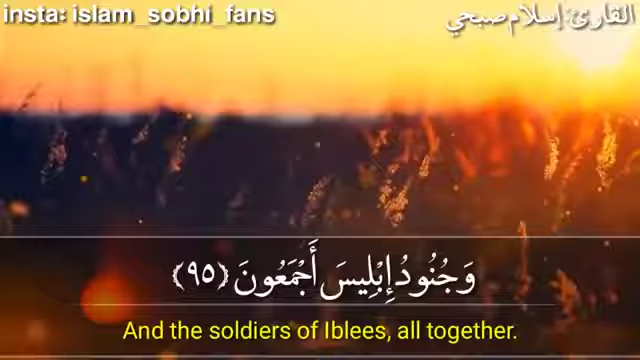 insta: islam_sobhi_fans
القارئ: إسلام صبحي
وَجُنُودُ إِبْلِيسَ أَجْمَعُونَ ﴿٩٥﴾
And the soldiers of Iblees, all together.